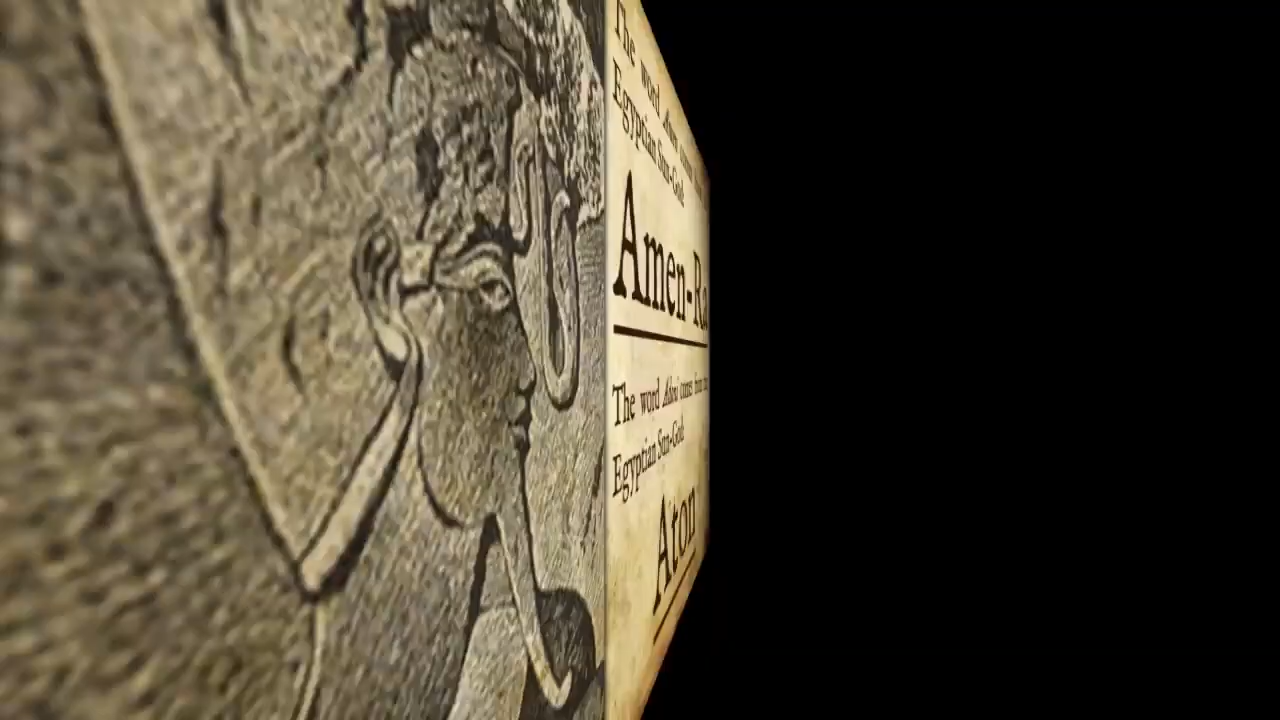 The word Amen comes
Egyptian Sun-God
Amen-Ra
The word Adoni comes from the
Egyptian Sun-God
Aton